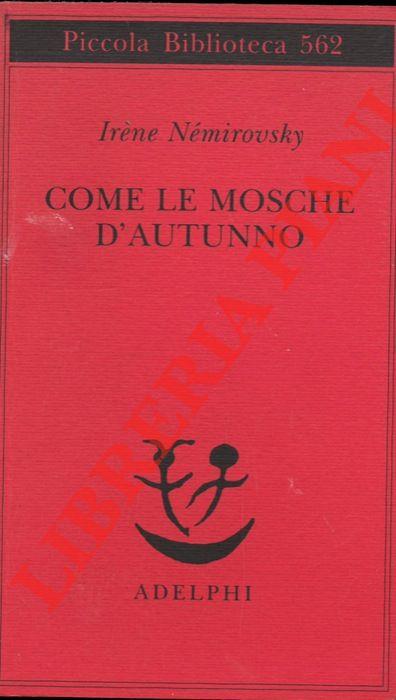 Piccola Biblioteca 562
Irène Némirovsky
COME LE MOSCHE
D'AUTUNNO
LIBRERIA PIANI
ADELPHI